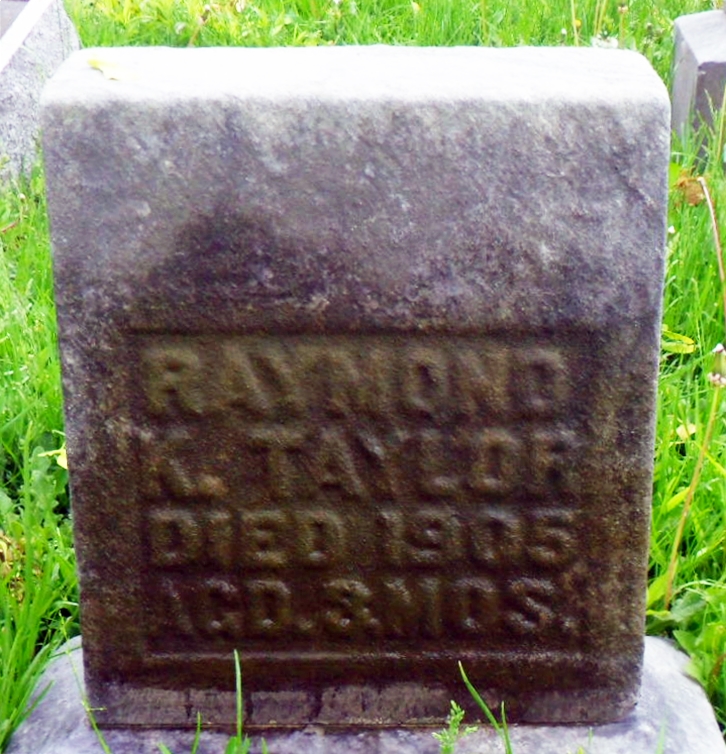 RAYMOND
K. TAYLOR
DIED 1905
AGD. 3 MOS.